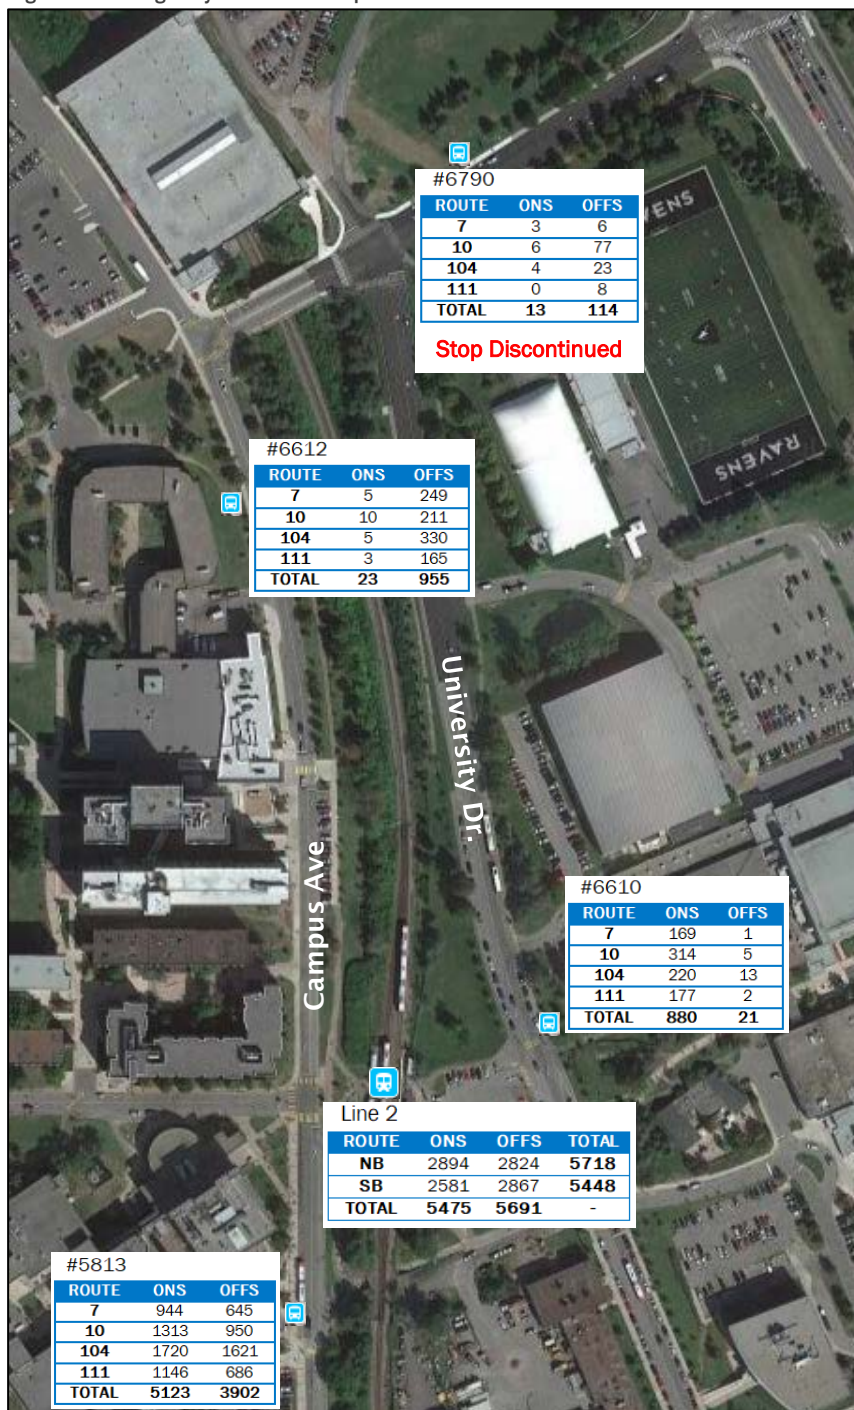 #6790
ROUTE ONS OFFS
7 3 6
10 6 77
104 4 23
111 0 8
TOTAL 13 114
Stop Discontinued
RAVENS
#6612
ROUTE ONS OFFS
7 5 249
10 10 211
104 5 330
111 3 165
TOTAL 23 955
University Dr.
Campus Ave
#6610
ROUTE ONS OFFS
7 169 1
10 314 5
104 220 13
111 177 2
TOTAL 880 21
Line 2
ROUTE ONS OFFS TOTAL
NB 2894 2824 5718
SB 2581 2867 5448
TOTAL 5475 5691 -
#5813
ROUTE ONS OFFS
7 944 645
10 1313 950
104 1720 1621
111 1146 686
TOTAL 5123 3902